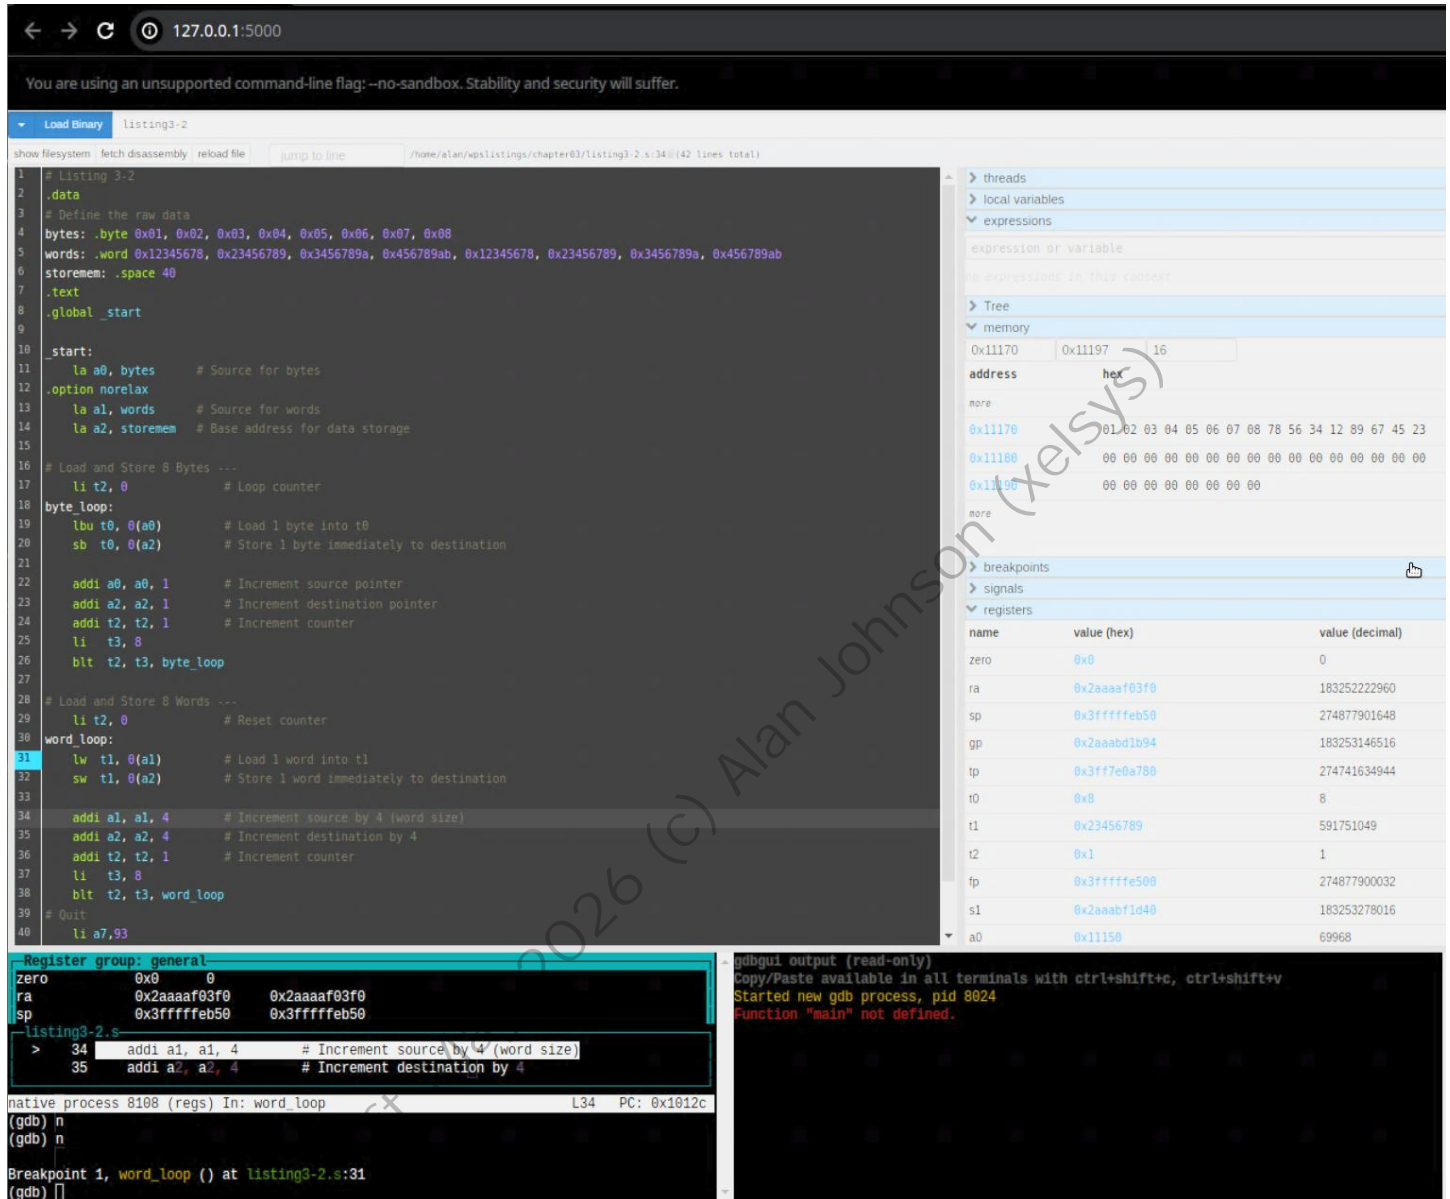 127.0.0.1:5000
You are using an unsupported command-line flag: --no-sandbox. Stability and security will suffer.
Load Binary listing3-2
show filesystem fetch disassembly reload file jump to line /home/alan/wpslistings/chapter03/listing3-2.s:34 (42 lines total)
1 # Listing 3-2
2 .data
3 # Define the raw data
4 bytes: .byte 0x01, 0x02, 0x03, 0x04, 0x05, 0x06, 0x07, 0x08
5 words: .word 0x12345678, 0x23456789, 0x3456789a, 0x456789ab, 0x12345678, 0x23456789, 0x3456789a, 0x456789ab
6 storemem: .space 40
7 .text
8 .global _start
9
10 _start:
11 la a0, bytes # Source for bytes
12 .option norelax
13 la a1, words # Source for words
14 la a2, storemem # Base address for data storage
15
16 # Load and Store 8 Bytes ---
17 li t2, 0 # Loop counter
18 byte_loop:
19 lbu t0, 0(a0) # Load 1 byte into t0
20 sb t0, 0(a2) # Store 1 byte immediately to destination
21
22 addi a0, a0, 1 # Increment source pointer
23 addi a2, a2, 1 # Increment destination pointer
24 addi t2, t2, 1 # Increment counter
25 li t3, 8
26 blt t2, t3, byte_loop
27
28 # Load and Store 8 Words ---
29 li t2, 0 # Reset counter
30 word_loop:
31 lw t1, 0(a1) # Load 1 word into t1
32 sw t1, 0(a2) # Store 1 word immediately to destination
33
34 addi a1, a1, 4 # Increment source by 4 (word size)
35 addi a2, a2, 4 # Increment destination by 4
36 addi t2, t2, 1 # Increment counter
37 li t3, 8
38 blt t2, t3, word_loop
39 # Quit
40 li a7,93
threads
local variables
expressions
expression or variable
no expressions in this context
Tree
memory
0x11170 0x11197 16
address hex
more
0x11170 01 02 03 04 05 06 07 08 78 56 34 12 89 67 45 23
0x11180 00 00 00 00 00 00 00 00 00 00 00 00 00 00 00 00
0x11190 00 00 00 00 00 00 00 00
more
breakpoints
signals
registers
name value (hex) value (decimal)
zero 0x0 0
ra 0x2aaaaf03f0 183252222960
sp 0x3fffffeb50 274877901648
gp 0x2aaabd1b94 183253146516
tp 0x3ff7e0a780 274741634944
t0 0x8 8
t1 0x23456789 591751049
t2 0x1 1
fp 0x3fffffe500 274877900032
s1 0x2aaabf1d40 183253278016
a0 0x11150 69968
Register group: general
zero 0x0 0
ra 0x2aaaaf03f0 0x2aaaaf03f0
sp 0x3fffffeb50 0x3fffffeb50
listing3-2.s
> 34 addi a1, a1, 4 # Increment source by 4 (word size)
35 addi a2, a2, 4 # Increment destination by 4
native process 8108 (regs) In: word_loop L34 PC: 0x1012c
(gdb) n
(gdb) n
Breakpoint 1, word_loop () at listing3-2.s:31
(gdb)
gdbgui output (read-only)
Copy/Paste available in all terminals with ctrl+shift+c, ctrl+shift+v
Started new gdb process, pid 8024
Function "main" not defined.
2026 (c) Alan Johnson (xelsys)